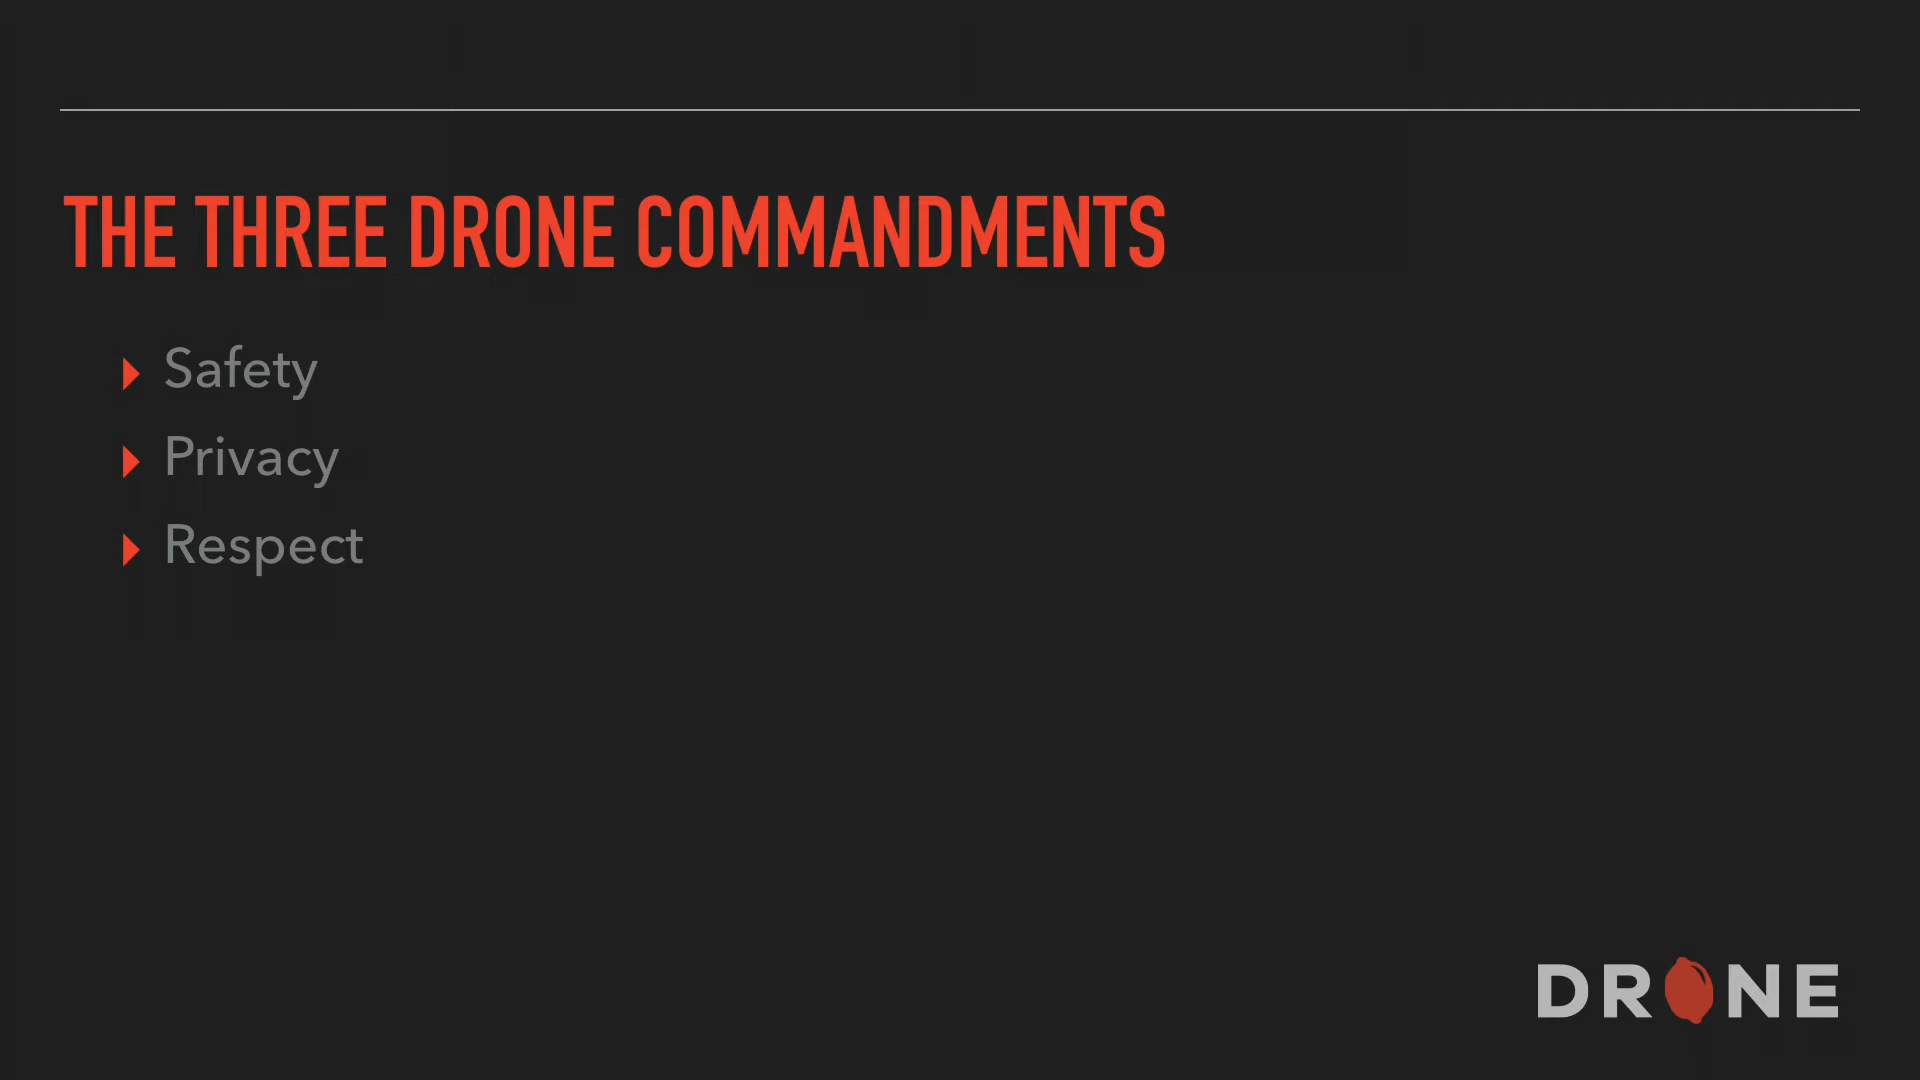 THE THREE DRONE COMMANDMENTS
Safety
Privacy
Respect
DRONE